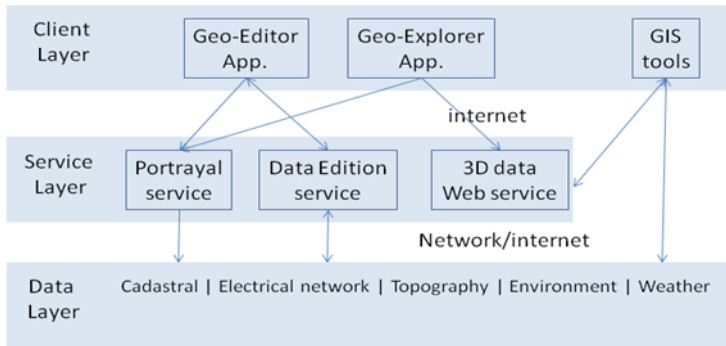 Client
Layer
Geo-Editor
App.
Geo-Explorer
App.
GIS
tools
internet
Service
Layer
Portrayal
service
Data Edition
service
3D data
Web service
Network/internet
Data
Layer
Cadastral | Electrical network | Topography | Environment | Weather